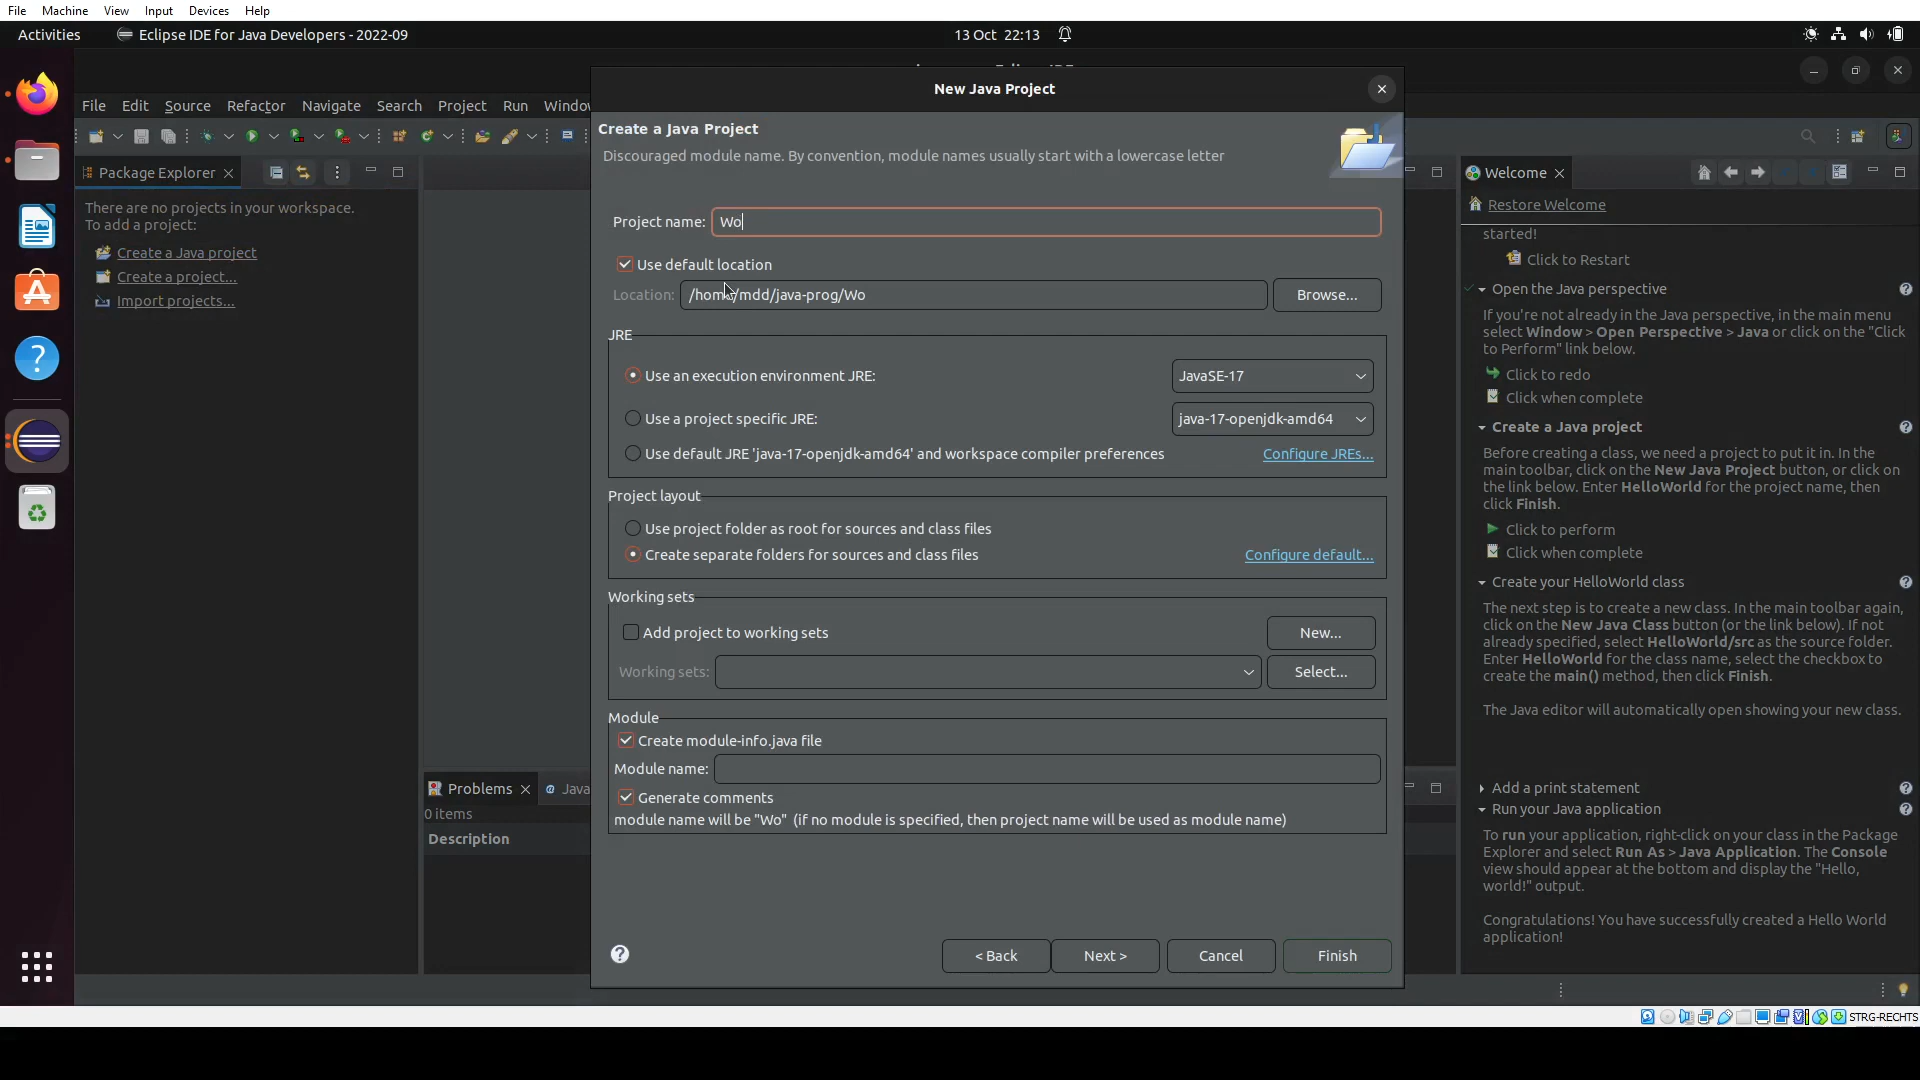 File Machine View Input Devices Help
Activities Eclipse IDE for Java Developers - 2022-09 13 Oct 22:13
New Java Project
File Edit Source Refactor Navigate Search Project Run Window
Create a Java Project
Discouraged module name. By convention, module names usually start with a lowercase letter
Package Explorer
There are no projects in your workspace.
To add a project:
Create a Java project
Create a project...
Import projects...
Project name: Wo
Use default location
Location: /home/mdd/java-prog/Wo Browse...
JRE
Use an execution environment JRE: JavaSE-17
Use a project specific JRE: java-17-openjdk-amd64
Use default JRE 'java-17-openjdk-amd64' and workspace compiler preferences Configure JREs...
Project layout
Use project folder as root for sources and class files
Create separate folders for sources and class files Configure default...
Working sets
Add project to working sets New...
Working sets: Select...
Module
Create module-info.java file
Module name:
Generate comments
module name will be "Wo" (if no module is specified, then project name will be used as module name)
< Back Next > Cancel Finish
Problems @ Java
0 items
Description
Welcome
Restore Welcome
started!
Click to Restart
Open the Java perspective
If you're not already in the Java perspective, in the main menu
select Window > Open Perspective > Java or click on the "Click
to Perform" link below.
Click to redo
Click when complete
Create a Java project
Before creating a class, we need a project to put it in. In the
main toolbar, click on the New Java Project button, or click on
the link below. Enter HelloWorld for the project name, then
click Finish.
Click to perform
Click when complete
Create your HelloWorld class
The next step is to create a new class. In the main toolbar again,
click on the New Java Class button (or the link below). If not
already specified, select HelloWorld/src as the source folder.
Enter HelloWorld for the class name, select the checkbox to
create the main() method, then click Finish.
The Java editor will automatically open showing your new class.
Add a print statement
Run your Java application
To run your application, right-click on your class in the Package
Explorer and select Run As > Java Application. The Console
view should appear at the bottom and display the "Hello,
world!" output.
Congratulations! You have successfully created a Hello World
application!
STRG-RECHTS